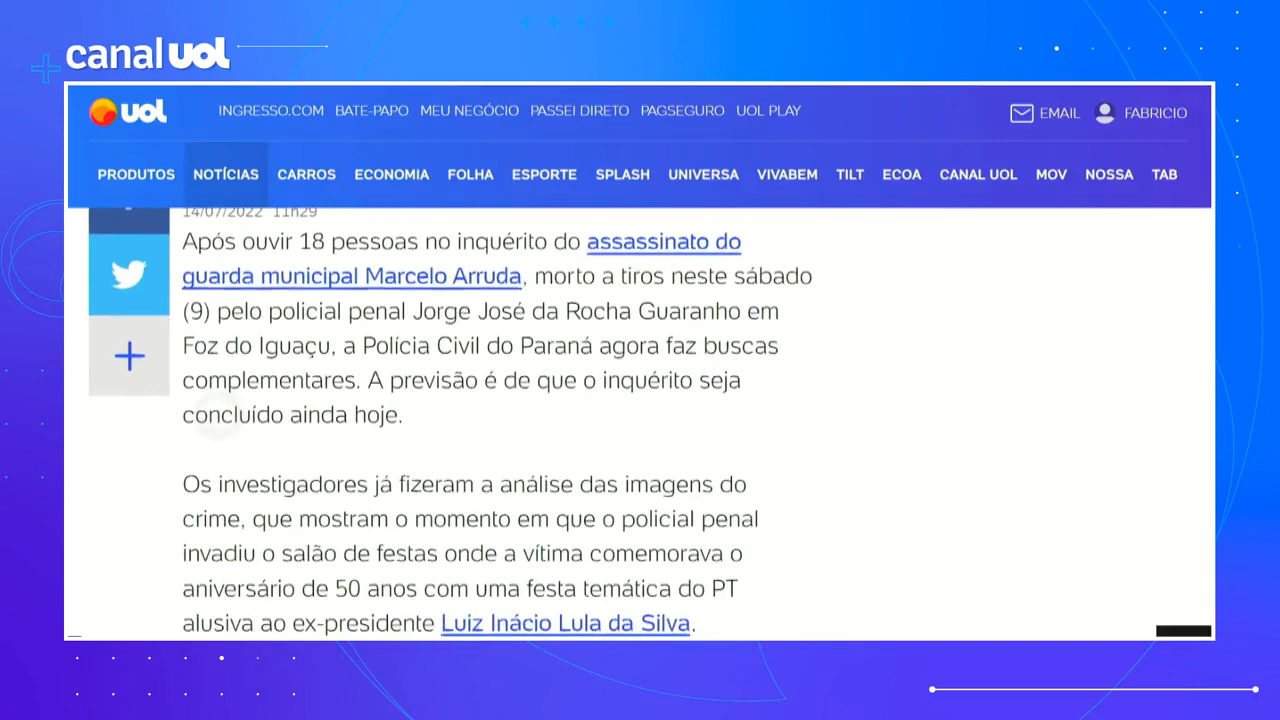 canal uol
uol INGRESSO.COM BATE-PAPO MEU NEGÓCIO PASSEI DIRETO PAGSEGURO UOL PLAY EMAIL FABRICIO
PRODUTOS NOTÍCIAS CARROS ECONOMIA FOLHA ESPORTE SPLASH UNIVERSA VIVABEM TILT ECOA CANAL UOL MOV NOSSA TAB
14/07/2022 11h29
Após ouvir 18 pessoas no inquérito do assassinato do
guarda municipal Marcelo Arruda, morto a tiros neste sábado
(9) pelo policial penal Jorge José da Rocha Guaranho em
Foz do Iguaçu, a Polícia Civil do Paraná agora faz buscas
complementares. A previsão é de que o inquérito seja
concluído ainda hoje.
Os investigadores já fizeram a análise das imagens do
crime, que mostram o momento em que o policial penal
invadiu o salão de festas onde a vítima comemorava o
aniversário de 50 anos com uma festa temática do PT
alusiva ao ex-presidente Luiz Inácio Lula da Silva.